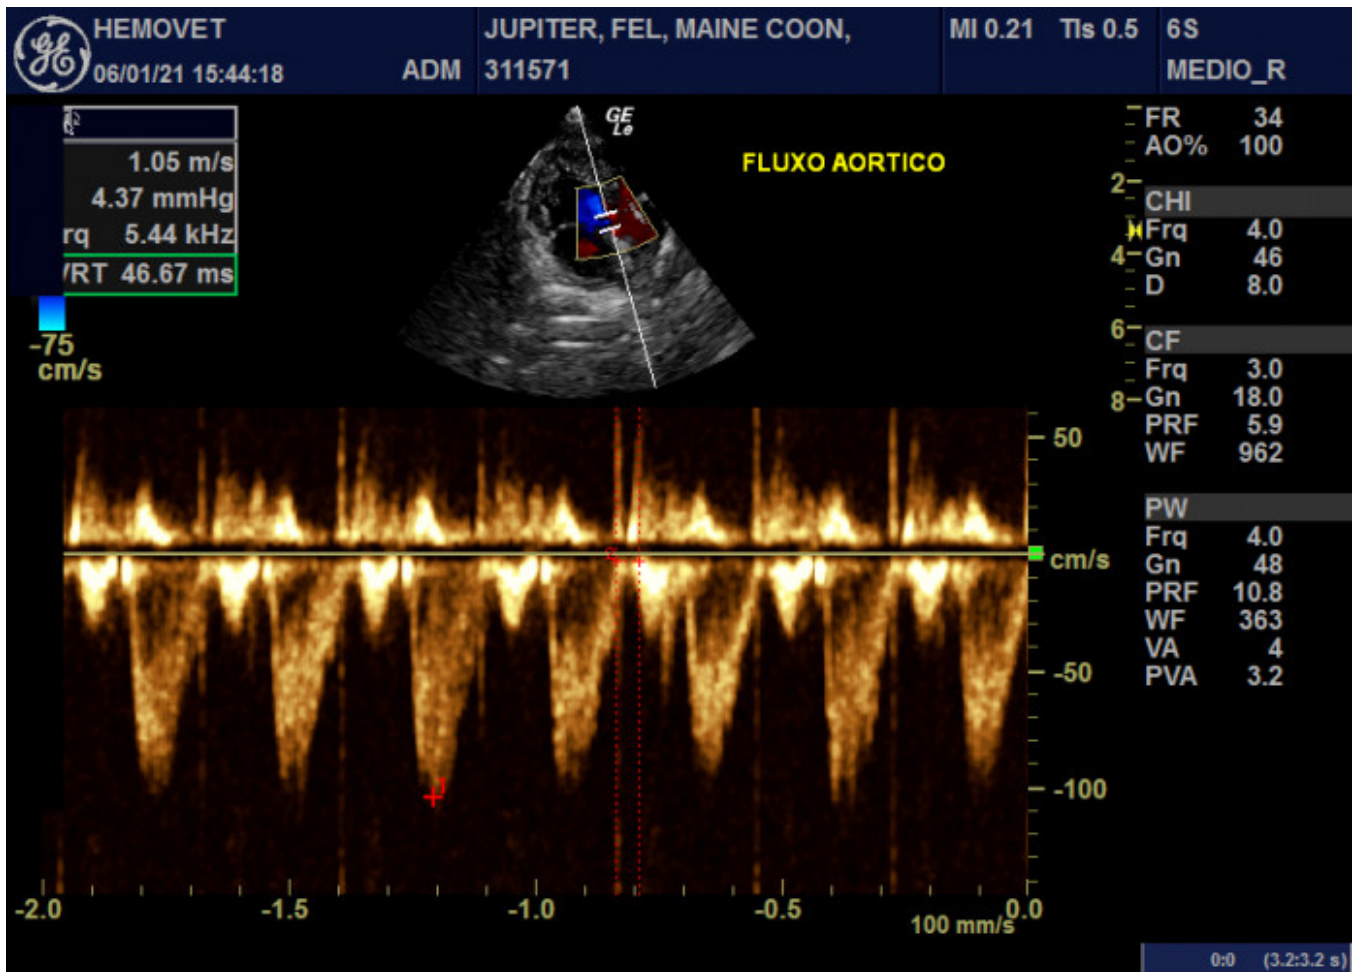 HEMOVET
06/01/21 15:44:18
ADM
JUPITER, FEL, MAINE COON,
311571
MI 0.21 TIs 0.5
6S
MEDIO_R
1.05 m/s
4.37 mmHg
rq 5.44 kHz
VRT 46.67 ms
-75
cm/s
GE
Le
FLUXO AORTICO
2
4
6
8
FR 34
AO% 100
CHI
Frq 4.0
Gn 46
D 8.0
CF
Frq 3.0
Gn 18.0
PRF 5.9
WF 962
PW
Frq 4.0
Gn 48
PRF 10.8
WF 363
VA 4
PVA 3.2
50
cm/s
-50
-100
1
2
-2.0
-1.5
-1.0
-0.5
0.0
100 mm/s
0:0 (3.2:3.2 s)